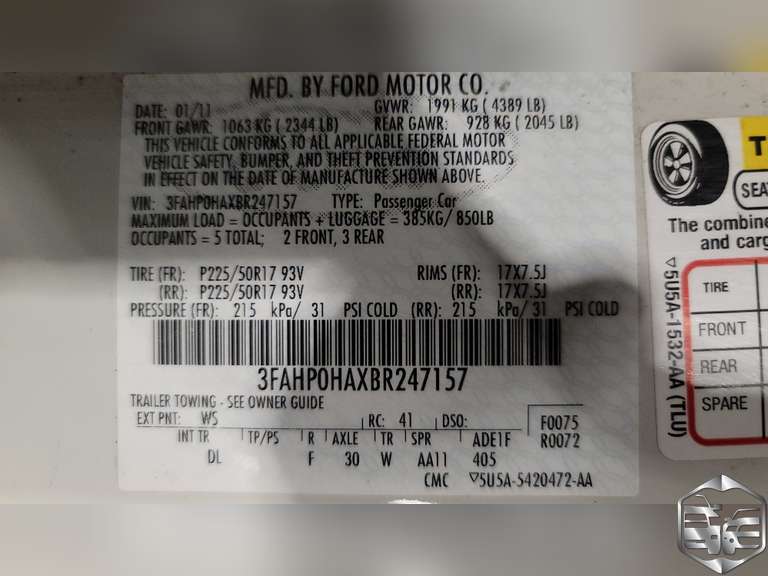 MFD. BY FORD MOTOR CO.
DATE: 01/11 GVWR: 1991 KG ( 4389 LB)
FRONT GAWR: 1063 KG ( 2344 LB) REAR GAWR: 928 KG ( 2045 LB)
THIS VEHICLE CONFORMS TO ALL APPLICABLE FEDERAL MOTOR
VEHICLE SAFETY, BUMPER, AND THEFT PREVENTION STANDARDS
IN EFFECT ON THE DATE OF MANUFACTURE SHOWN ABOVE.
VIN: 3FAHP0HAXBR247157 TYPE: Passenger Car
MAXIMUM LOAD = OCCUPANTS + LUGGAGE = 385KG/ 850LB
OCCUPANTS = 5 TOTAL; 2 FRONT, 3 REAR
TIRE (FR): P225/50R17 93V RIMS (FR): 17X7.5J
(RR): P225/50R17 93V (RR): 17X7.5J
PRESSURE (FR): 215 kPa/ 31 PSI COLD (RR): 215 kPa/ 31 PSI COLD
3FAHP0HAXBR247157
TRAILER TOWING - SEE OWNER GUIDE
EXT PNT: WS RC: 41 DSO: F0075
R0072
INT TR TP/PS R AXLE TR SPR ADE1F
DL F 30 W AA11 405
CMC ▽5U5A-5420472-AA
T
SEA
The combine
and carg
TIRE
FRONT
REAR
SPARE
▽5U5A-1532-AA (TLU)